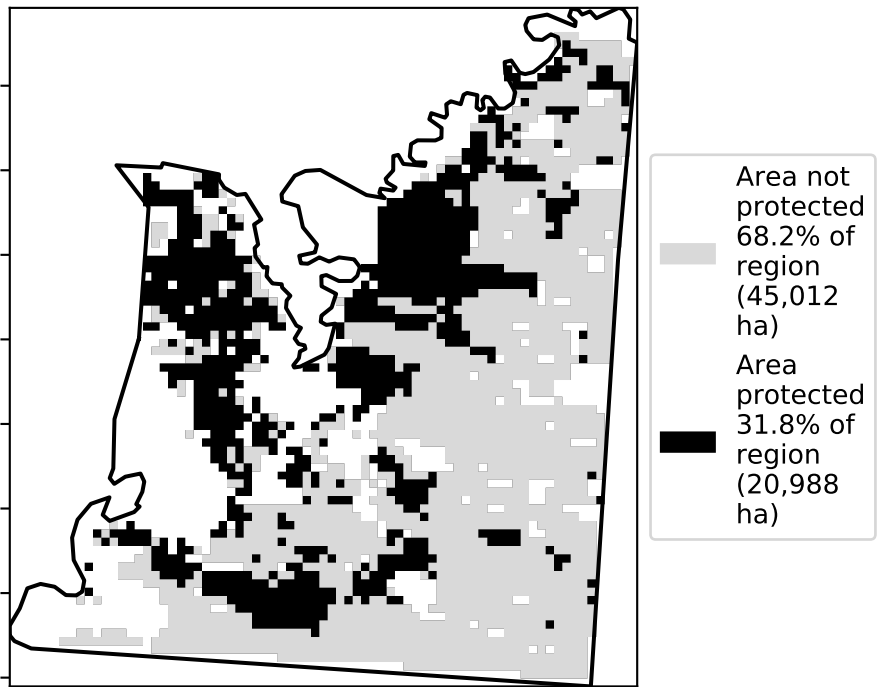 Area not
protected
68.2% of
region
(45,012
ha)
Area
protected
31.8% of
region
(20,988
ha)